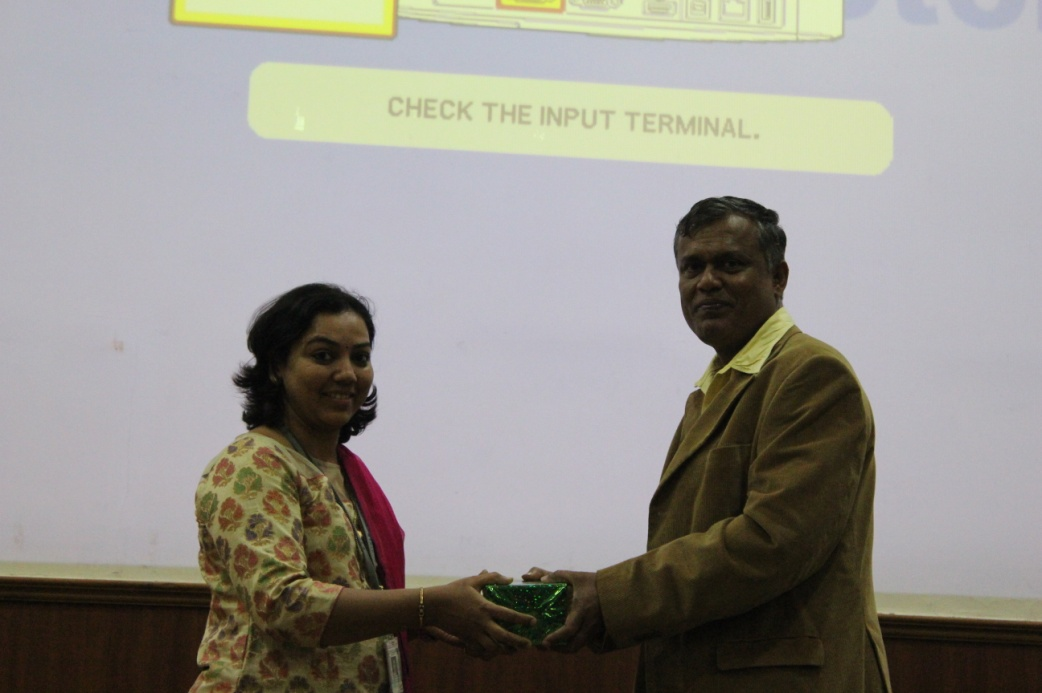 CHECK THE INPUT TERMINAL.